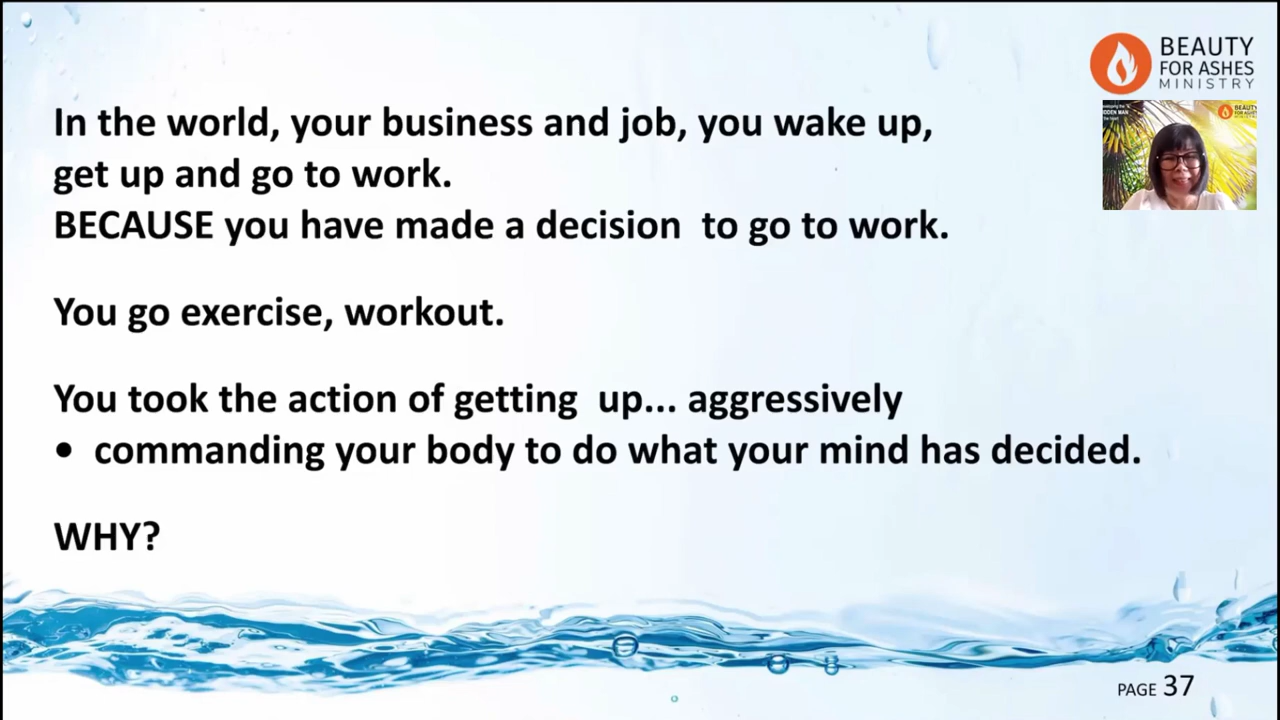 BEAUTY
FOR ASHES
MINISTRY
In the world, your business and job, you wake up,
get up and go to work.
BECAUSE you have made a decision to go to work.
You go exercise, workout.
You took the action of getting up... aggressively
• commanding your body to do what your mind has decided.
WHY?
PAGE 37